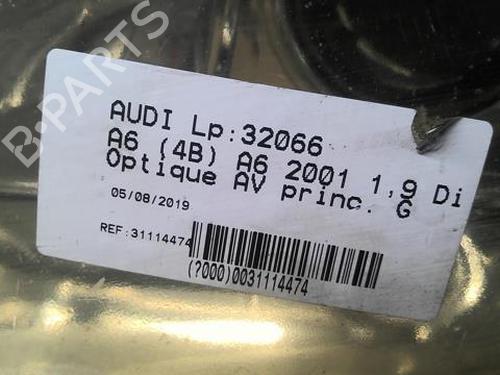 B-PARTS
AUDI Lp:32066
A6 (4B) A6 2001 1,9 Di
Optique AV princ. G
05/08/2019
REF:31114474
(?000)0031114474